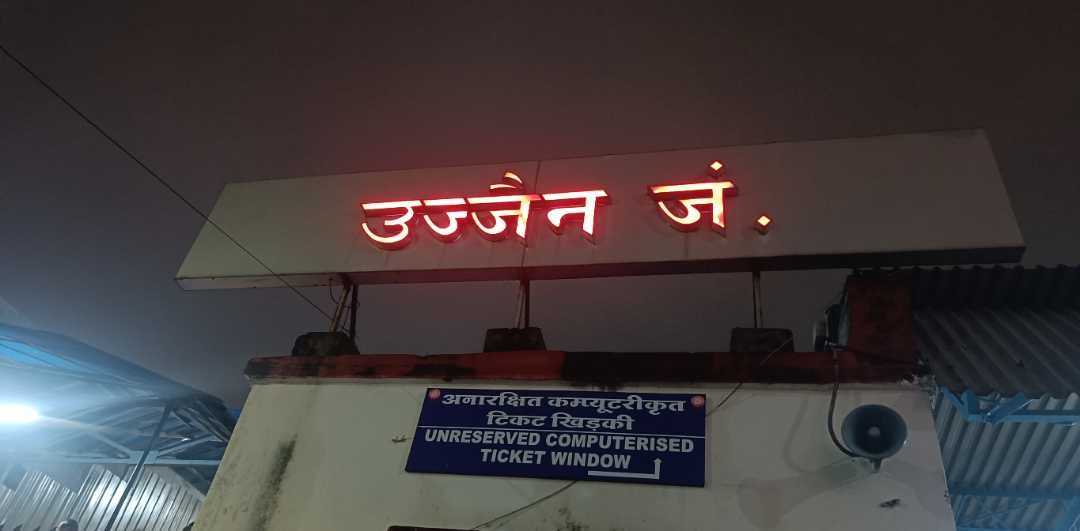 उज्जैन जं.
अनारक्षित कम्प्यूटरीकृत
टिकट खिड़की
UNRESERVED COMPUTERISED
TICKET WINDOW